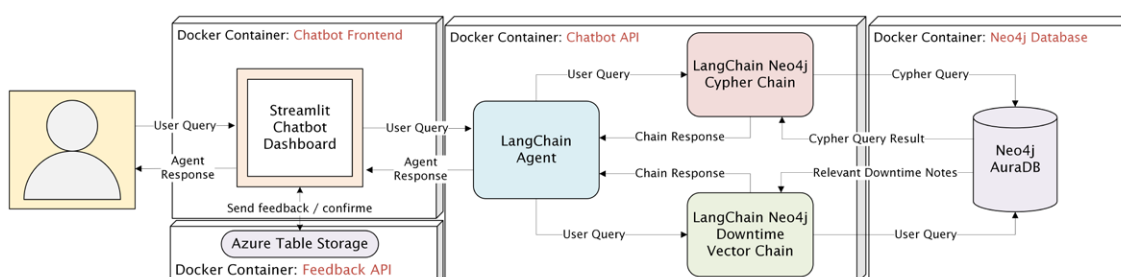 Docker Container: Chatbot Frontend
Docker Container: Chatbot API
Docker Container: Neo4j Database
User Query
Agent
Response
Streamlit
Chatbot
Dashboard
User Query
Agent
Response
LangChain
Agent
User Query
LangChain Neo4j
Cypher Chain
Chain Response
Cypher Query
Cypher Query Result
Neo4j
AuraDB
Chain Response
Relevant Downtime Notes
User Query
LangChain Neo4j
Downtime
Vector Chain
User Query
Send feedback / confirme
Azure Table Storage
Docker Container: Feedback API